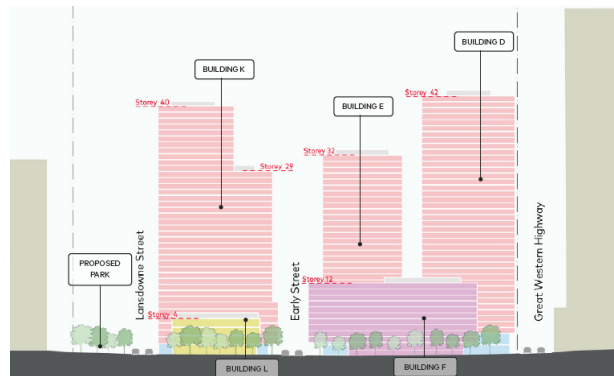 BUILDING D
BUILDING K
Storey 42
Storey 40
BUILDING E
Storey 32
Storey 28
Lansdowne Street
Early Street
Great Western Highway
PROPOSED
PARK
Storey 12
Storey 4
BUILDING L
BUILDING F